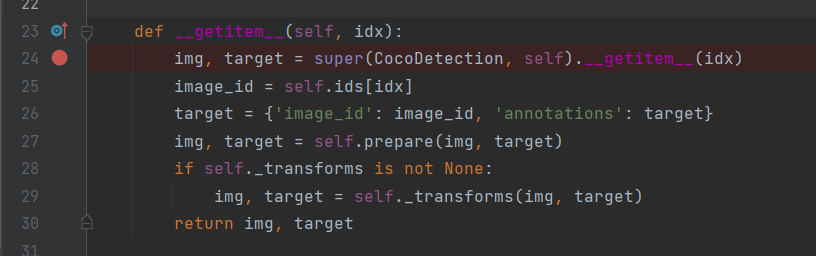 22
23 def __getitem__(self, idx):
24 img, target = super(CocoDetection, self).__getitem__(idx)
25 image_id = self.ids[idx]
26 target = {'image_id': image_id, 'annotations': target}
27 img, target = self.prepare(img, target)
28 if self._transforms is not None:
29 img, target = self._transforms(img, target)
30 return img, target
31